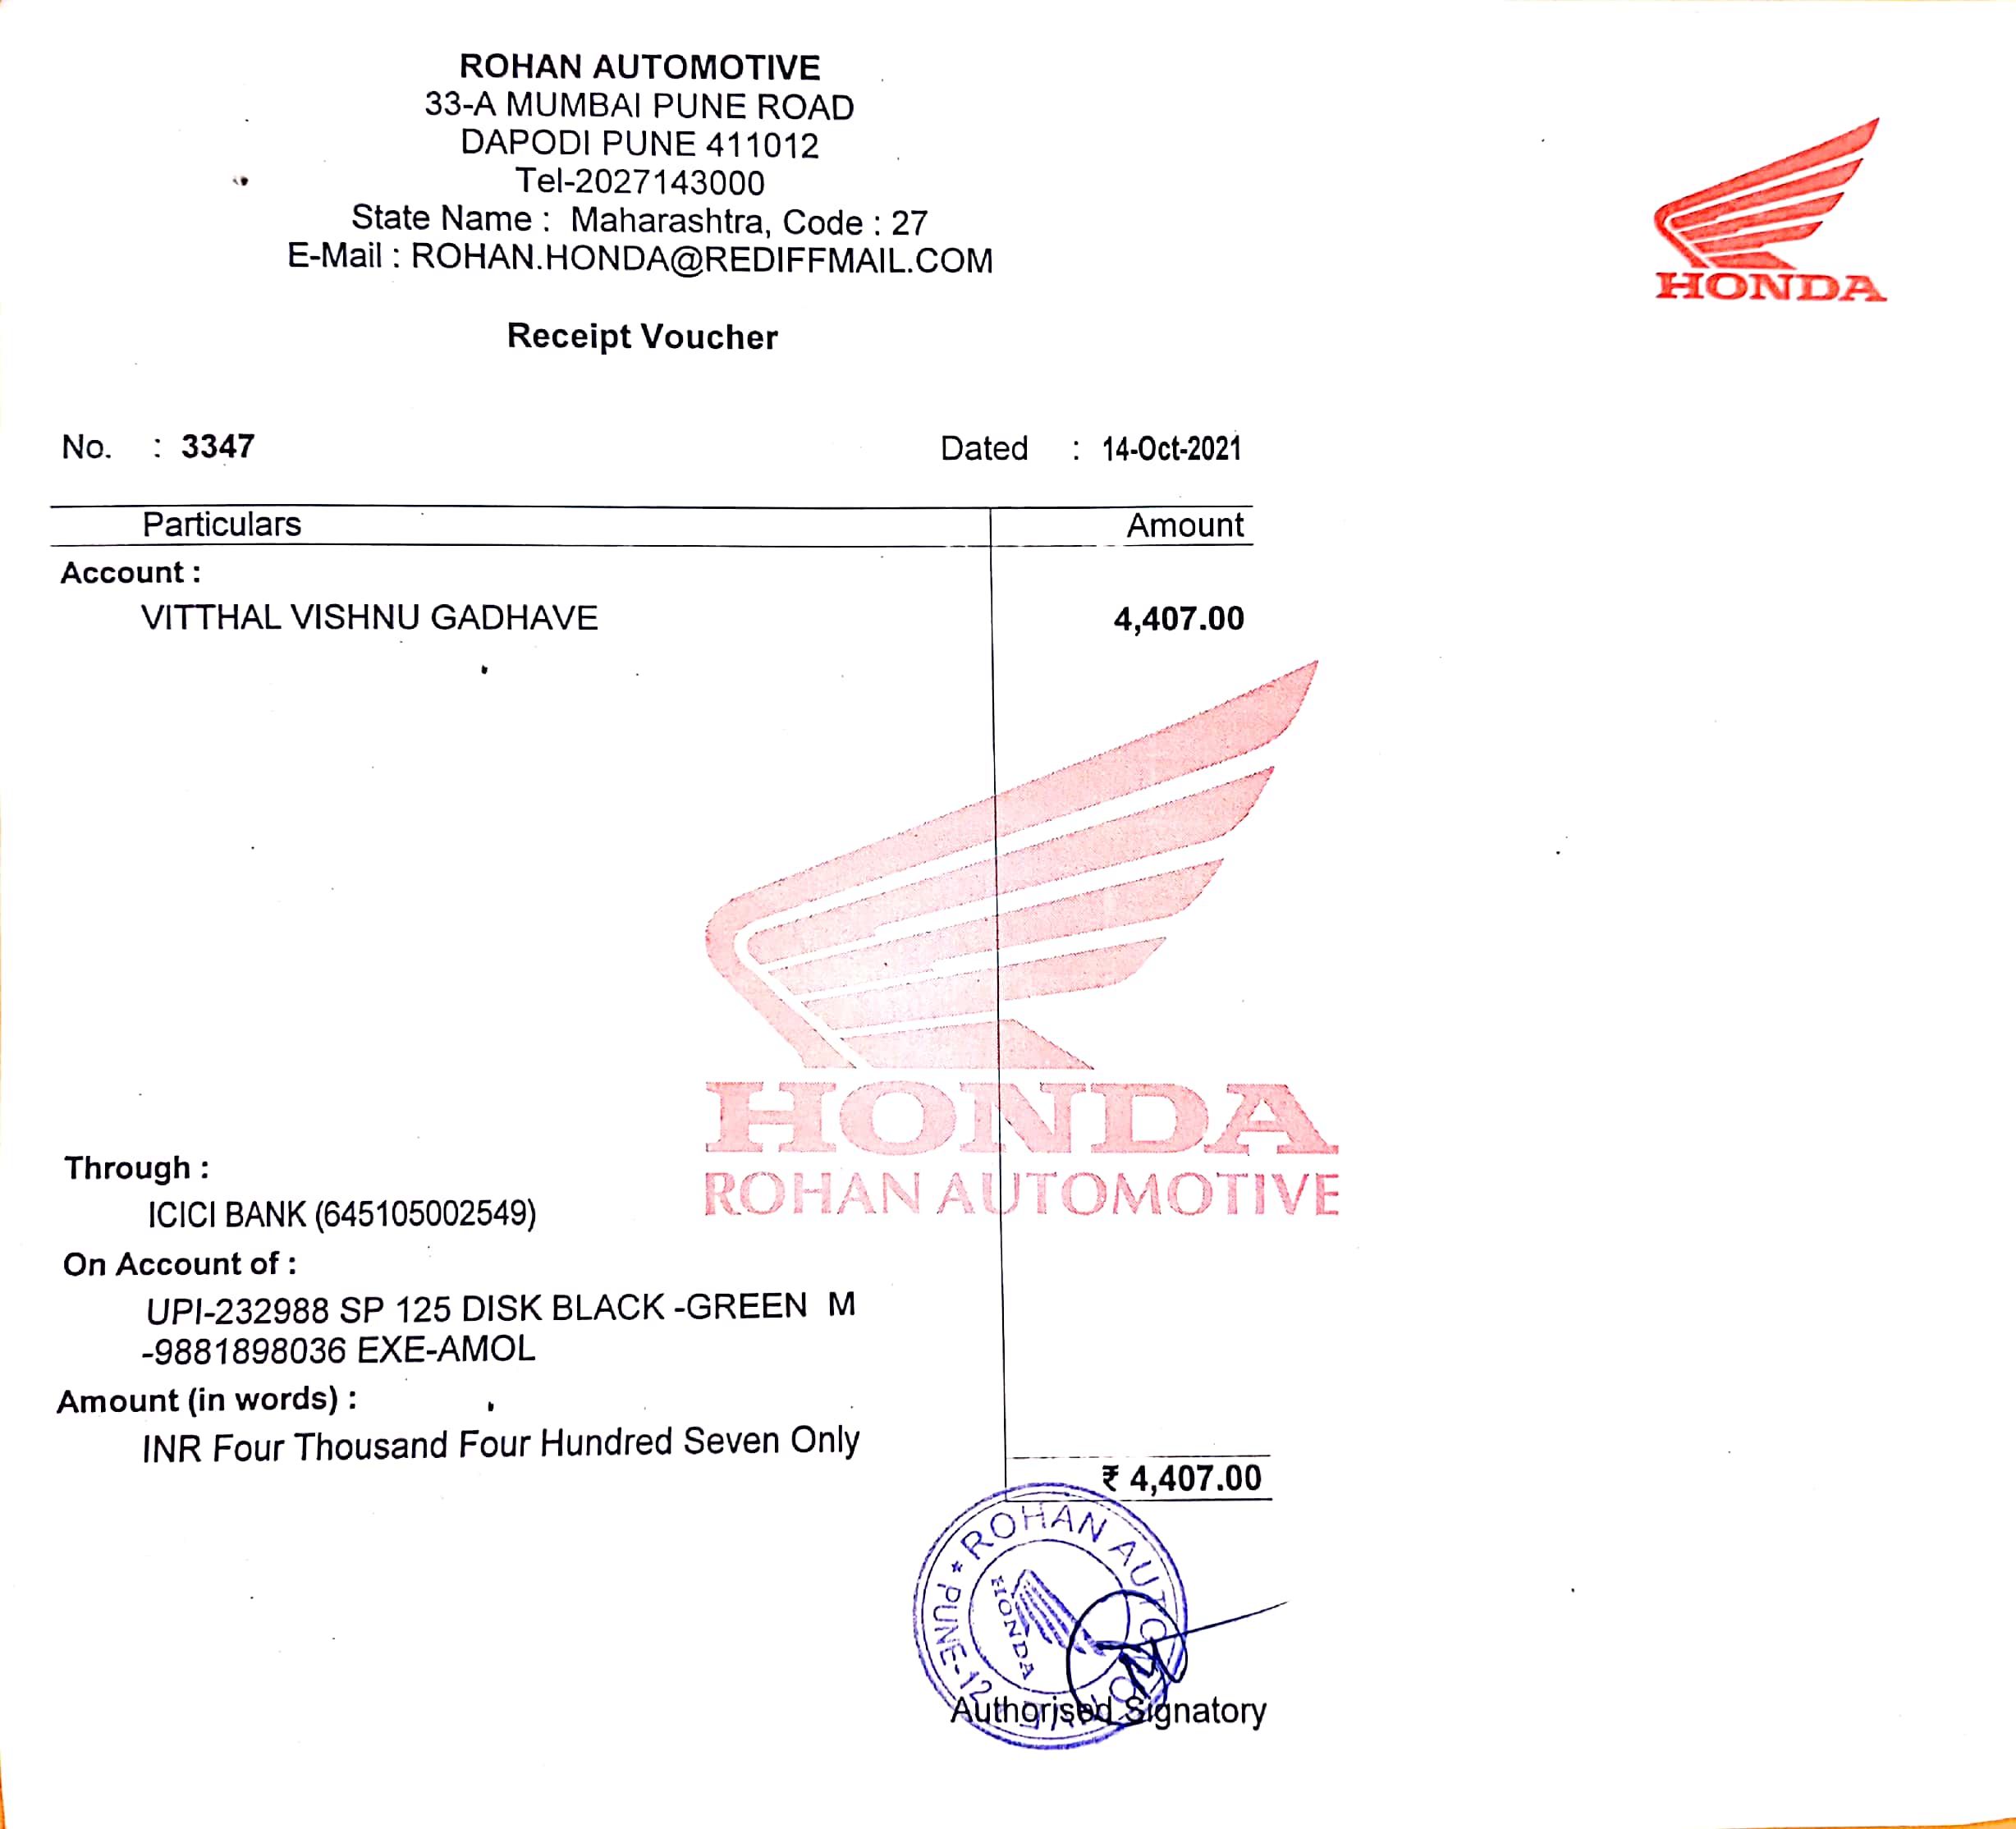 ROHAN AUTOMOTIVE
33-A MUMBAI PUNE ROAD
DAPODI PUNE 411012
Tel-2027143000
State Name : Maharashtra, Code : 27
E-Mail : ROHAN.HONDA@REDIFFMAIL.COM
HONDA
Receipt Voucher
No. : 3347 Dated : 14-Oct-2021
Particulars Amount
Account :
VITTHAL VISHNU GADHAVE 4,407.00
HONDA
ROHAN AUTOMOTIVE
Through :
ICICI BANK (645105002549)
On Account of :
UPI-232988 SP 125 DISK BLACK -GREEN M
-9881898036 EXE-AMOL
Amount (in words) :
INR Four Thousand Four Hundred Seven Only
₹ 4,407.00
ROHAN AUTOMOTIVE * PUNE-12 *
HONDA
Authorised Signatory